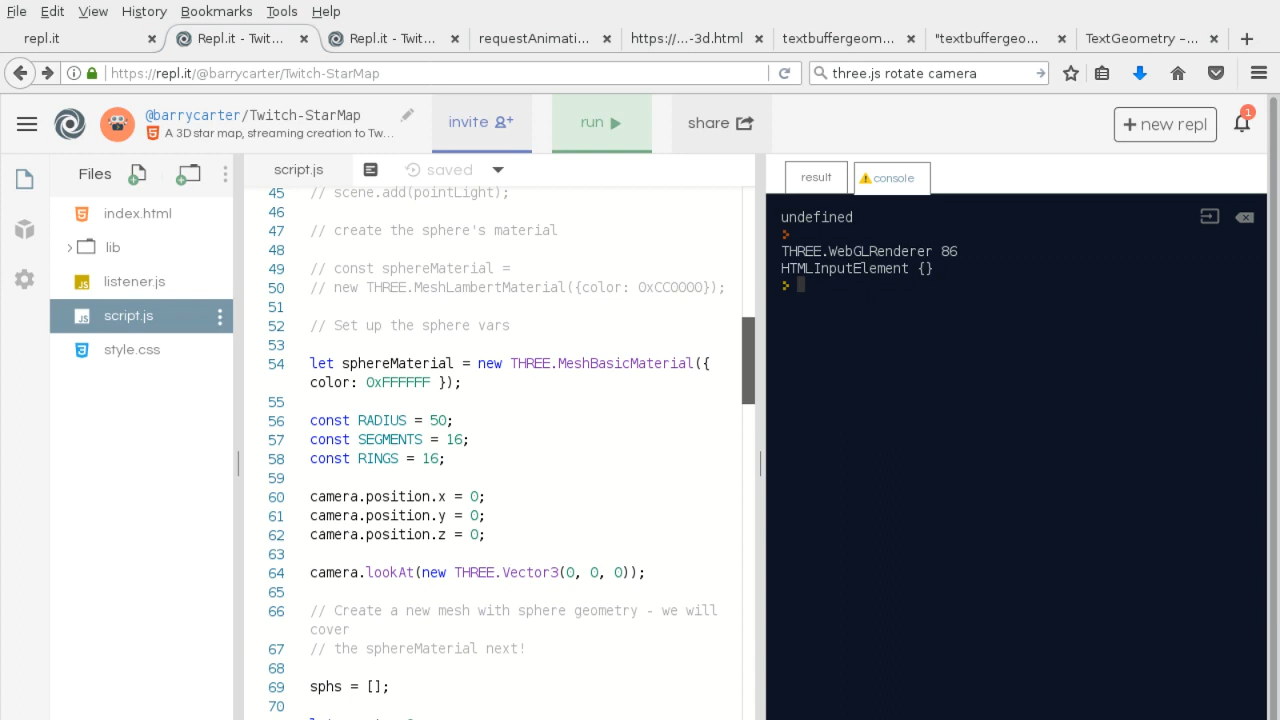 File Edit View History Bookmarks Tools Help
repl.it × Repl.it - Twit... × Repl.it - Twit... × requestAnimati... × https:/...-3d.html × textbuffergeom... × "textbuffergeo... × TextGeometry –... × +
https://repl.it/@barrycarter/Twitch-StarMap three.js rotate camera
@barrycarter/Twitch-StarMap
A 3D star map, streaming creation to Tw...
invite
run
share
+ new repl
1
Files
index.html
lib
listener.js
script.js
style.css
script.js saved
45 // scene.add(pointLight);
46
47 // create the sphere's material
48
49 // const sphereMaterial =
50 // new THREE.MeshLambertMaterial({color: 0xCC0000});
51
52 // Set up the sphere vars
53
54 let sphereMaterial = new THREE.MeshBasicMaterial({
color: 0xFFFFFF });
55
56 const RADIUS = 50;
57 const SEGMENTS = 16;
58 const RINGS = 16;
59
60 camera.position.x = 0;
61 camera.position.y = 0;
62 camera.position.z = 0;
63
64 camera.lookAt(new THREE.Vector3(0, 0, 0));
65
66 // Create a new mesh with sphere geometry - we will
cover
67 // the sphereMaterial next!
68
69 sphs = [];
70
result console
undefined
THREE.WebGLRenderer 86
HTMLInputElement {}